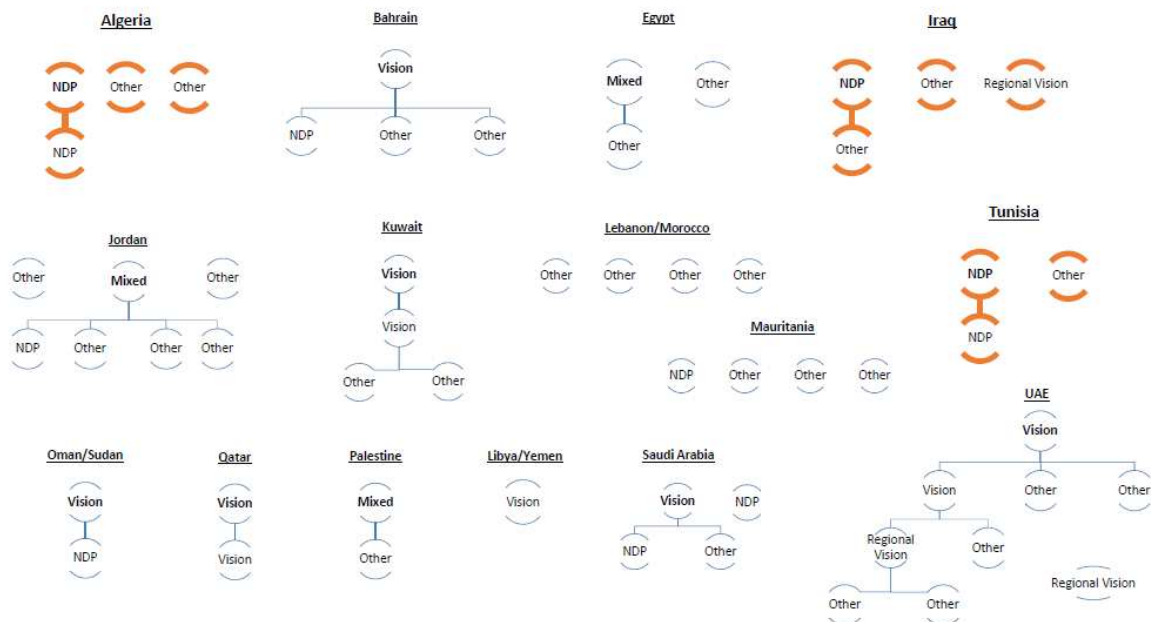 Algeria
NDP Other Other
NDP
Bahrain
Vision
NDP Other Other
Egypt
Mixed Other
Other
Iraq
NDP Other Regional Vision
Other
Jordan
Other Mixed Other
NDP Other Other Other
Kuwait
Vision
Vision
Other Other
Lebanon/Morocco
Other Other Other Other
Mauritania
NDP Other Other Other
Tunisia
NDP Other
NDP
Oman/Sudan
Vision
NDP
Qatar
Vision
Vision
Palestine
Mixed
Other
Libya/Yemen
Vision
Saudi Arabia
Vision NDP
NDP Other
UAE
Vision
Vision Other Other
Regional
Vision
Other
Other Other
Regional Vision